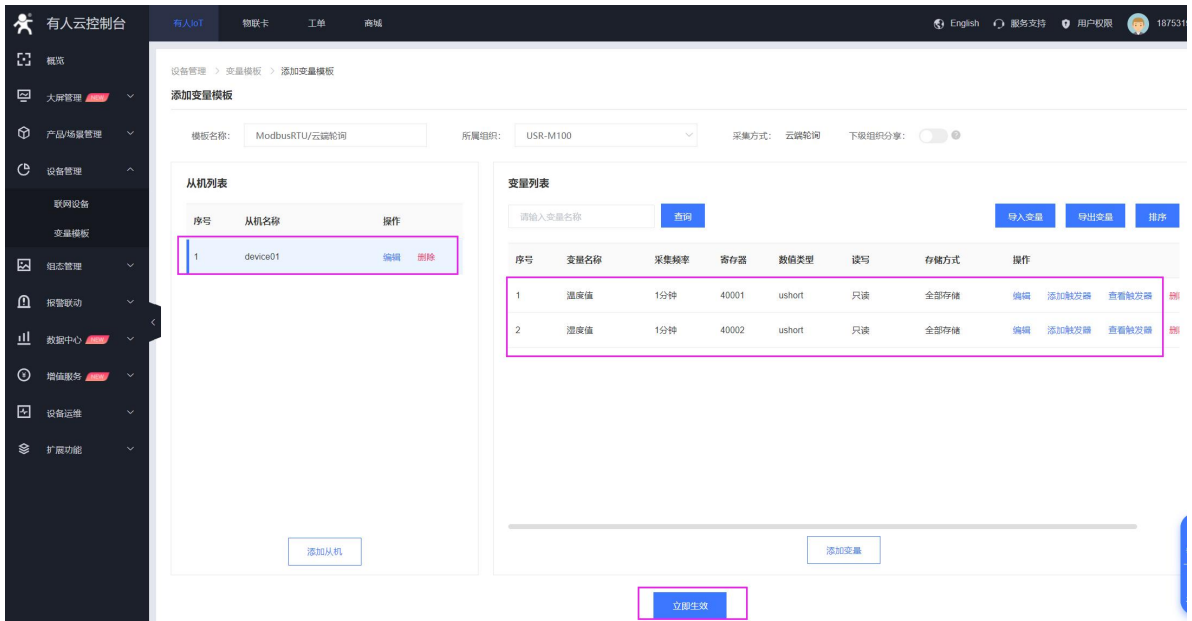 有人云控制台 有人IoT 物联卡 工单 商城 English 服务支持 用户权限 187531
概览
大屏管理 NEW
产品/场景管理
设备管理
联网设备
变量模板
组态管理
报警联动
数据中心 NEW
增值服务 NEW
设备运维
扩展功能
设备管理 > 变量模板 > 添加变量模板
添加变量模板
模板名称: ModbusRTU/云端轮询 所属组织: USR-M100 采集方式: 云端轮询 下级组织分享:
从机列表
序号 从机名称 操作
1 device01 编辑 删除
添加从机
变量列表
请输入变量名称 查询 导入变量 导出变量 排序
序号 变量名称 采集频率 寄存器 数值类型 读写 存储方式 操作
1 温度值 1分钟 40001 ushort 只读 全部存储 编辑 添加触发器 查看触发器 删
2 湿度值 1分钟 40002 ushort 只读 全部存储 编辑 添加触发器 查看触发器 删
添加变量
立即生效